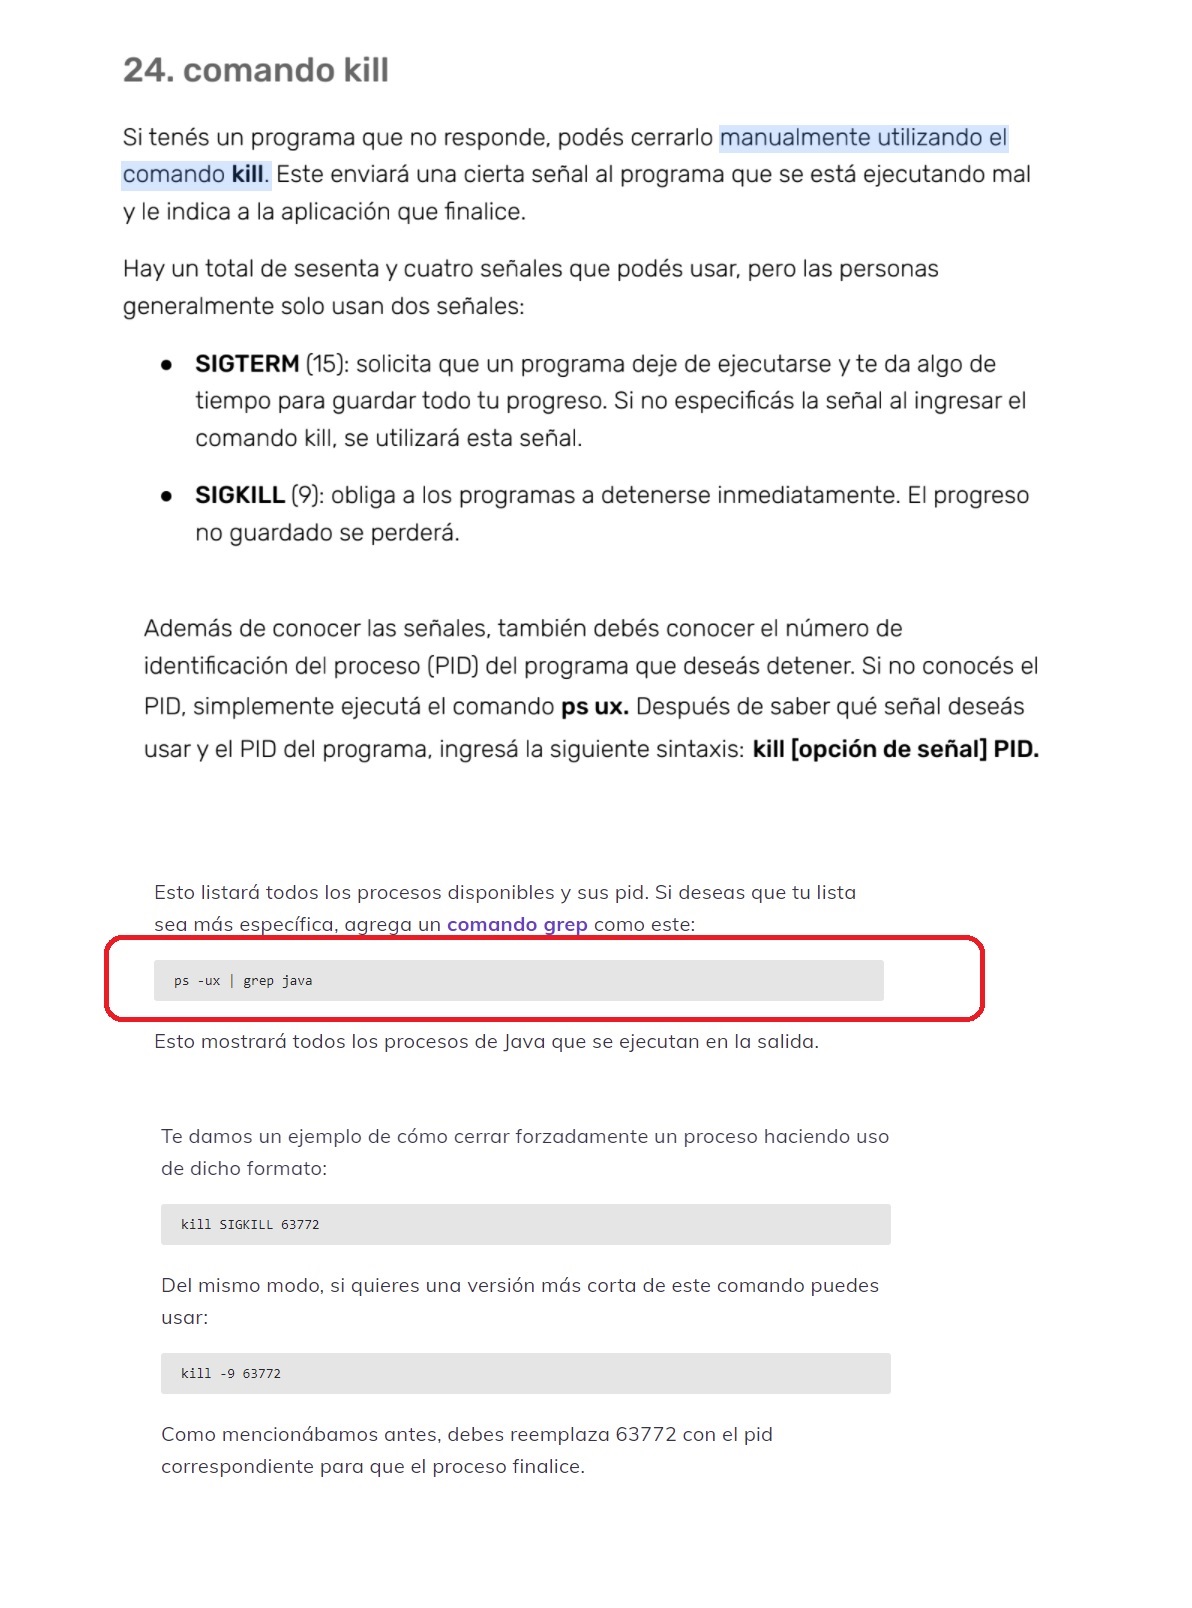 24. comando kill
Si tenés un programa que no responde, podés cerrarlo manualmente utilizando el
comando kill. Este enviará una cierta señal al programa que se está ejecutando mal
y le indica a la aplicación que finalice.
Hay un total de sesenta y cuatro señales que podés usar, pero las personas
generalmente solo usan dos señales:
● SIGTERM (15): solicita que un programa deje de ejecutarse y te da algo de
tiempo para guardar todo tu progreso. Si no especificás la señal al ingresar el
comando kill, se utilizará esta señal.
● SIGKILL (9): obliga a los programas a detenerse inmediatamente. El progreso
no guardado se perderá.
Además de conocer las señales, también debés conocer el número de
identificación del proceso (PID) del programa que deseás detener. Si no conocés el
PID, simplemente ejecutá el comando ps ux. Después de saber qué señal deseás
usar y el PID del programa, ingresá la siguiente sintaxis: kill [opción de señal] PID.
Esto listará todos los procesos disponibles y sus pid. Si deseas que tu lista
sea más específica, agrega un comando grep como este:
ps -ux | grep java
Esto mostrará todos los procesos de Java que se ejecutan en la salida.
Te damos un ejemplo de cómo cerrar forzadamente un proceso haciendo uso
de dicho formato:
kill SIGKILL 63772
Del mismo modo, si quieres una versión más corta de este comando puedes
usar:
kill -9 63772
Como mencionábamos antes, debes reemplaza 63772 con el pid
correspondiente para que el proceso finalice.